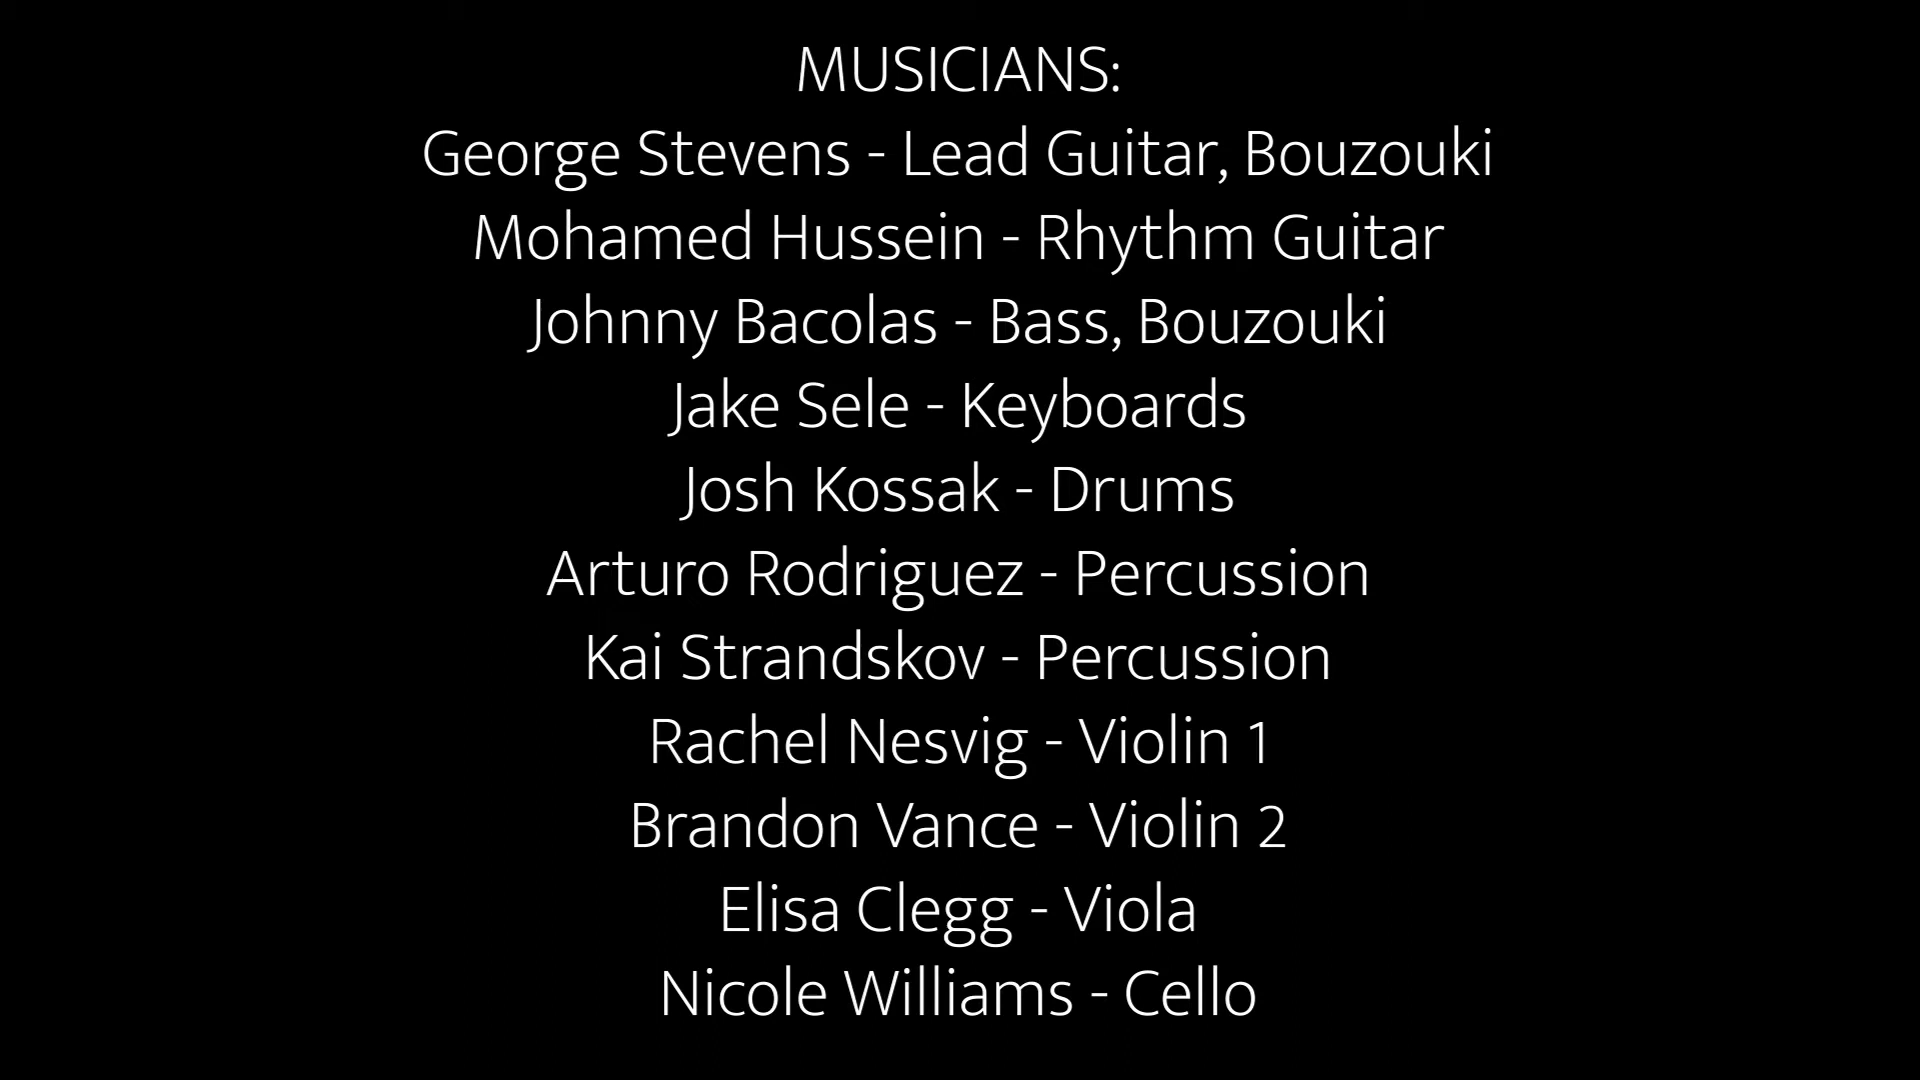 MUSICIANS:
George Stevens - Lead Guitar, Bouzouki
Mohamed Hussein - Rhythm Guitar
Johnny Bacolas - Bass, Bouzouki
Jake Sele - Keyboards
Josh Kossak - Drums
Arturo Rodriguez - Percussion
Kai Strandskov - Percussion
Rachel Nesvig - Violin 1
Brandon Vance - Violin 2
Elisa Clegg - Viola
Nicole Williams - Cello